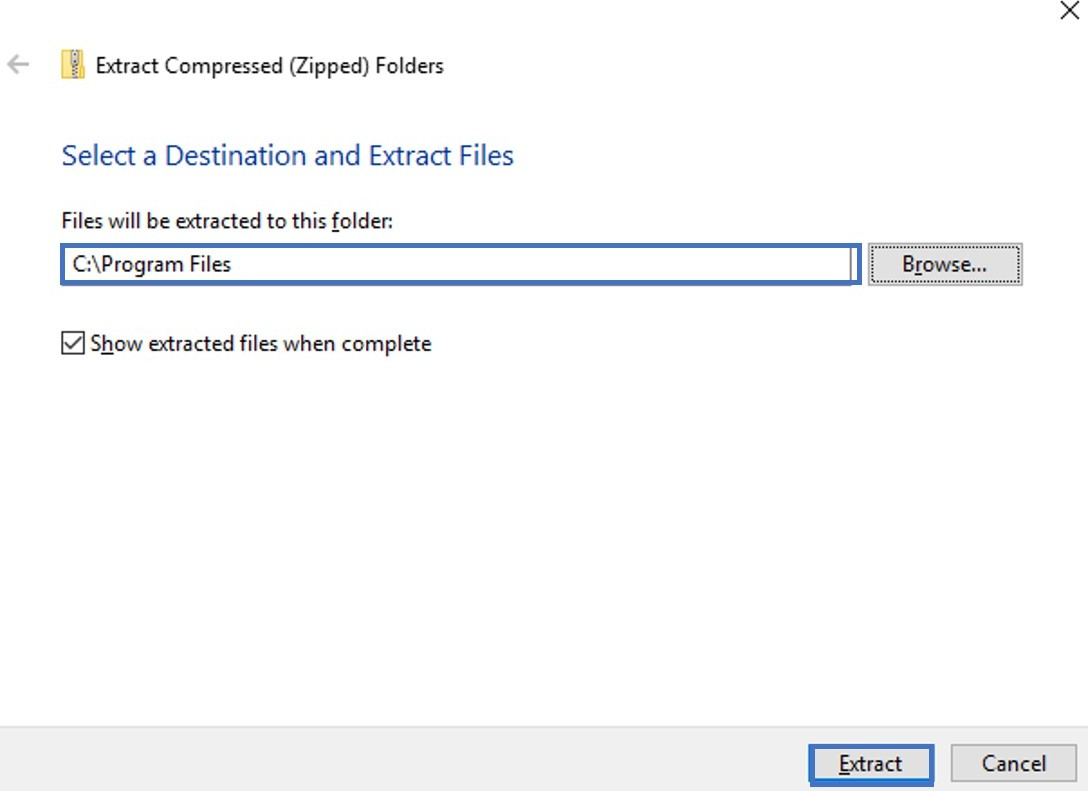 Extract Compressed (Zipped) Folders
Select a Destination and Extract Files
Files will be extracted to this folder:
C:\Program Files
Browse...
Show extracted files when complete
Extract
Cancel